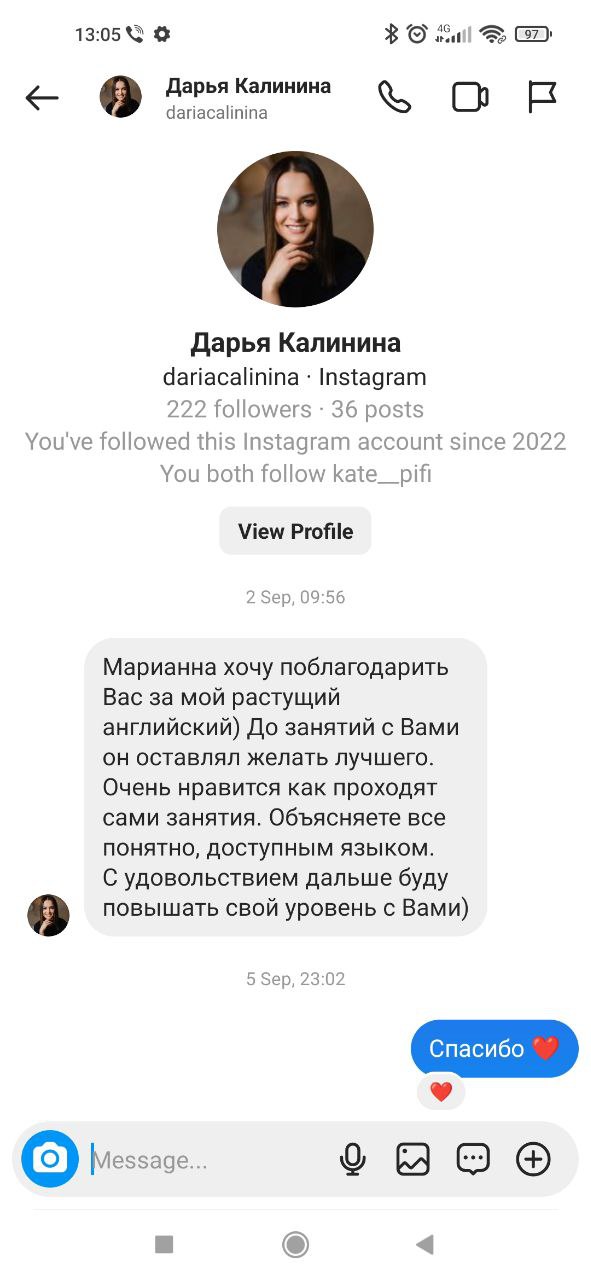 13:05
4G
97
Дарья Калинина
dariacalinina
Дарья Калинина
dariacalinina · Instagram
222 followers · 36 posts
You've followed this Instagram account since 2022
You both follow kate__pifi
View Profile
2 Sep, 09:56
Марианна хочу поблагодарить
Вас за мой растущий
английский) До занятий с Вами
он оставлял желать лучшего.
Очень нравится как проходят
сами занятия. Объясняете все
понятно, доступным языком.
С удовольствием дальше буду
повышать свой уровень с Вами)
5 Sep, 23:02
Спасибо ❤️
❤️
Message...